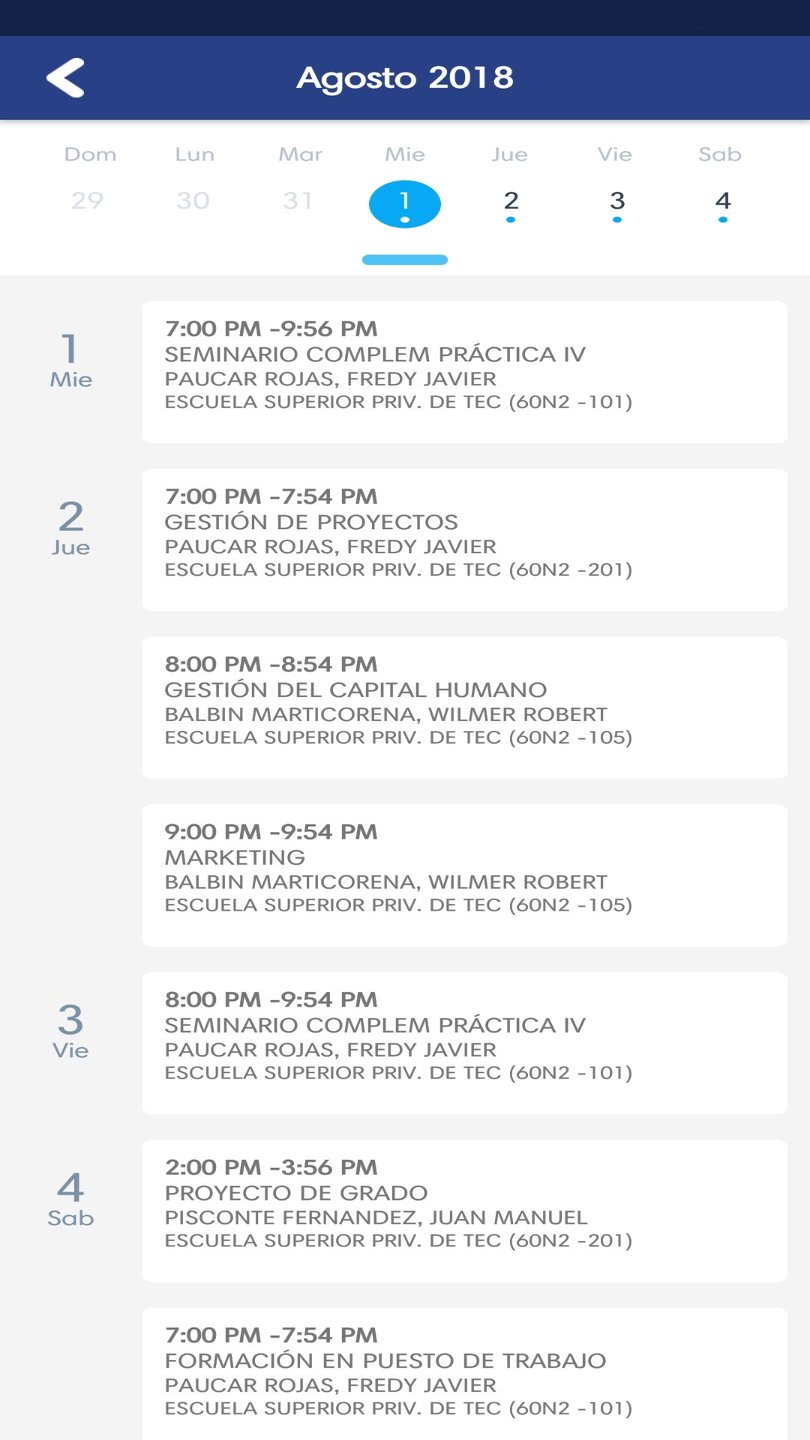 Agosto 2018
Dom Lun Mar Mie Jue Vie Sab
29 30 31 1 2 3 4
1
Mie
7:00 PM -9:56 PM
SEMINARIO COMPLEM PRÁCTICA IV
PAUCAR ROJAS, FREDY JAVIER
ESCUELA SUPERIOR PRIV. DE TEC (60N2 -101)
2
Jue
7:00 PM -7:54 PM
GESTIÓN DE PROYECTOS
PAUCAR ROJAS, FREDY JAVIER
ESCUELA SUPERIOR PRIV. DE TEC (60N2 -201)
8:00 PM -8:54 PM
GESTIÓN DEL CAPITAL HUMANO
BALBIN MARTICORENA, WILMER ROBERT
ESCUELA SUPERIOR PRIV. DE TEC (60N2 -105)
9:00 PM -9:54 PM
MARKETING
BALBIN MARTICORENA, WILMER ROBERT
ESCUELA SUPERIOR PRIV. DE TEC (60N2 -105)
3
Vie
8:00 PM -9:54 PM
SEMINARIO COMPLEM PRÁCTICA IV
PAUCAR ROJAS, FREDY JAVIER
ESCUELA SUPERIOR PRIV. DE TEC (60N2 -101)
4
Sab
2:00 PM -3:56 PM
PROYECTO DE GRADO
PISCONTE FERNANDEZ, JUAN MANUEL
ESCUELA SUPERIOR PRIV. DE TEC (60N2 -201)
7:00 PM -7:54 PM
FORMACIÓN EN PUESTO DE TRABAJO
PAUCAR ROJAS, FREDY JAVIER
ESCUELA SUPERIOR PRIV. DE TEC (60N2 -101)